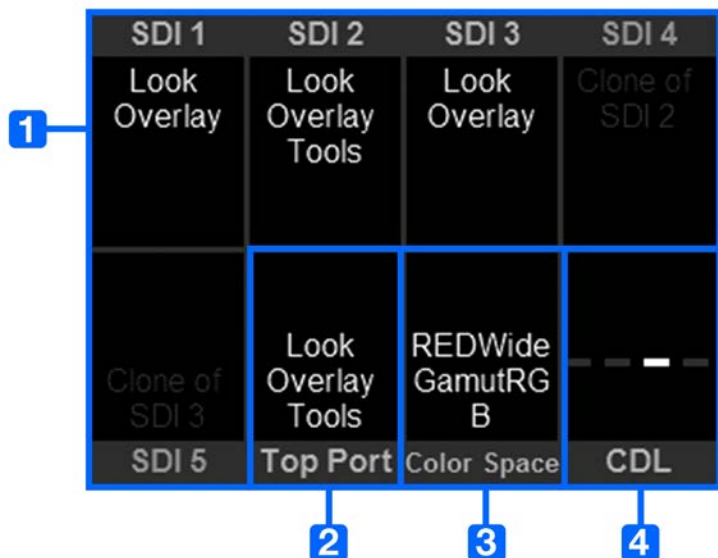 SDI 1 SDI 2 SDI 3 SDI 4
Look Look Look Clone of
Overlay Overlay Overlay SDI 2
Tools
1
Look REDWide
Clone of Overlay GamutRG
SDI 3 Tools B
SDI 5 Top Port Color Space CDL
2 3 4